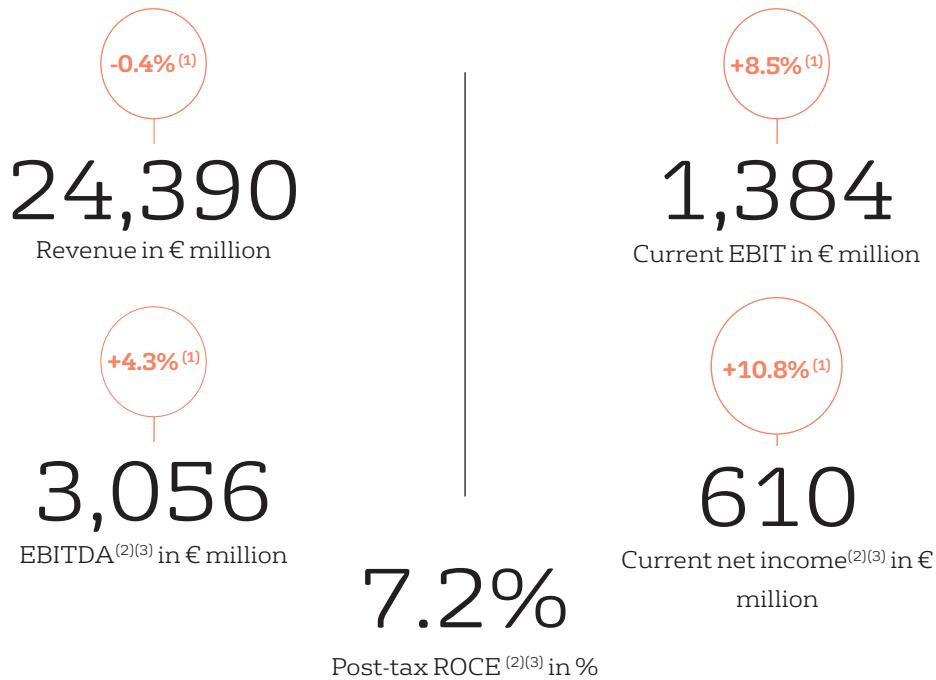 -0.4% (1)
24,390
Revenue in € million
+8.5% (1)
1,384
Current EBIT in € million
+4.3% (1)
3,056
EBITDA(2)(3) in € million
+10.8% (1)
610
Current net income(2)(3) in €
million
7.2%
Post-tax ROCE (2)(3) in %